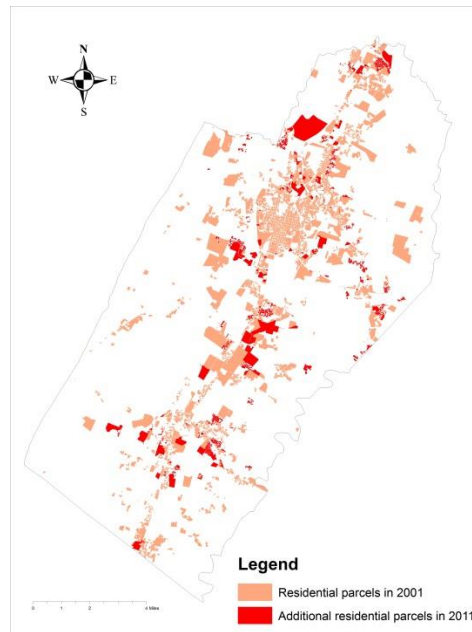 N
W E
S
Legend
Residential parcels in 2001
Additional residential parcels in 2011
0 1 2 4 Miles